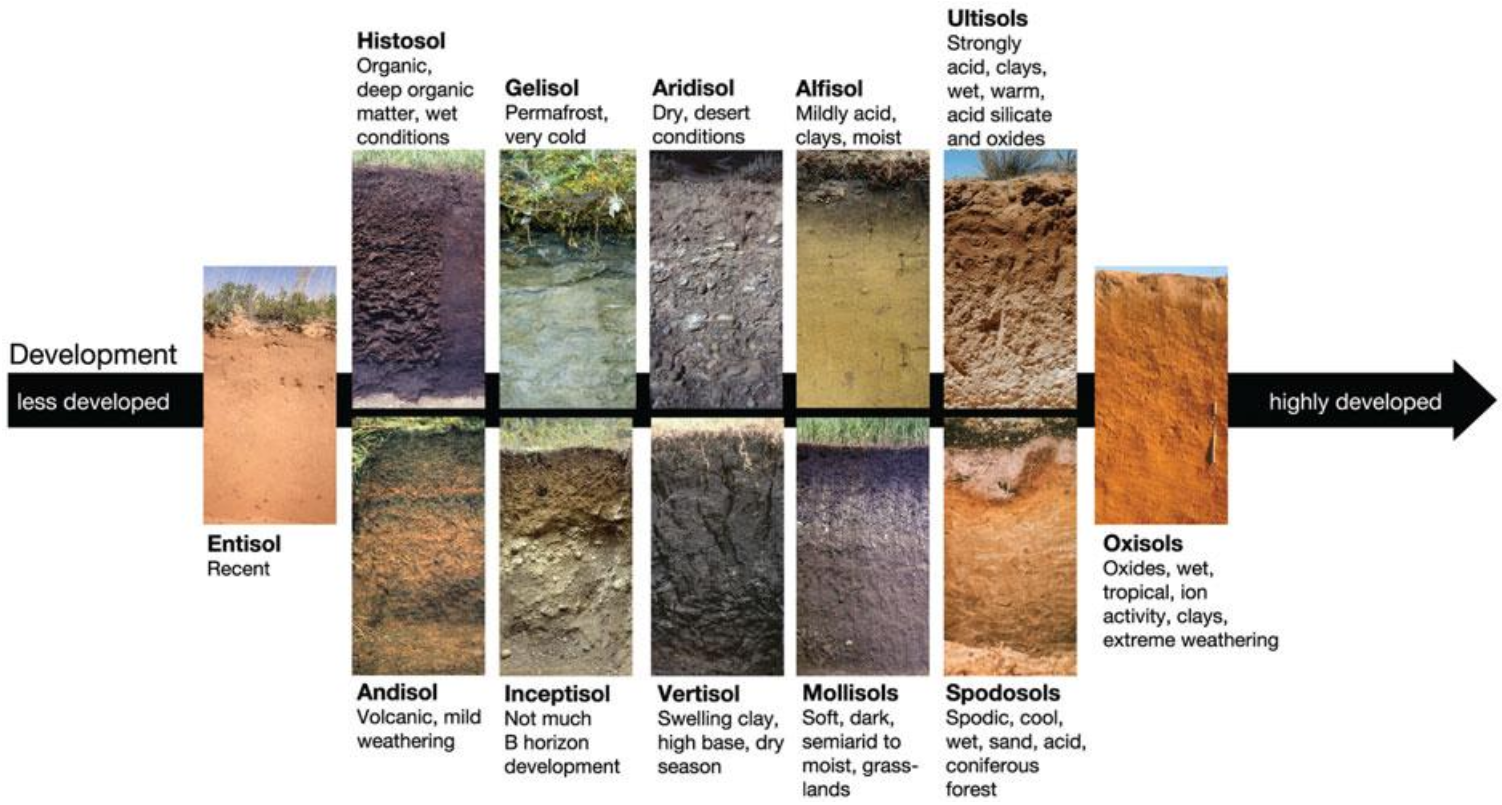 Histosol
Organic,
deep organic
matter, wet
conditions
Gelisol
Permafrost,
very cold
Aridisol
Dry, desert
conditions
Alfisol
Mildly acid,
clays, moist
Ultisols
Strongly
acid, clays,
wet, warm,
acid silicate
and oxides
Development
less developed
highly developed
Entisol
Recent
Andisol
Volcanic, mild
weathering
Inceptisol
Not much
B horizon
development
Vertisol
Swelling clay,
high base, dry
season
Mollisols
Soft, dark,
semiarid to
moist, grass-
lands
Spodosols
Spodic, cool,
wet, sand, acid,
coniferous
forest
Oxisols
Oxides, wet,
tropical, ion
activity, clays,
extreme weathering